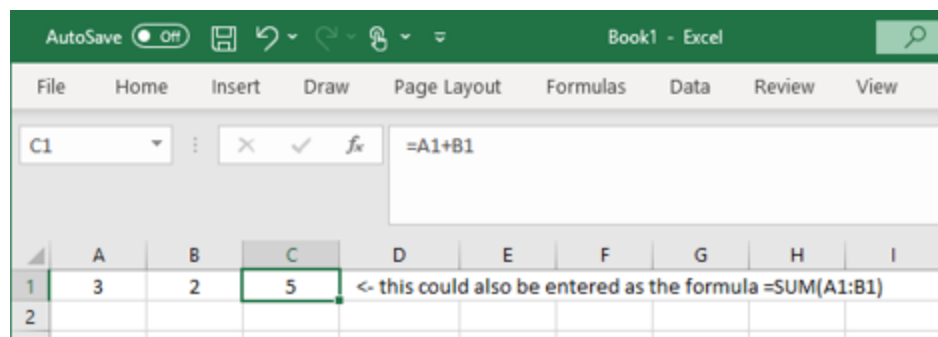 AutoSave Off Book1 - Excel
File Home Insert Draw Page Layout Formulas Data Review View
C1 fx =A1+B1
A B C D E F G H I
1 3 2 5 <- this could also be entered as the formula =SUM(A1:B1)
2